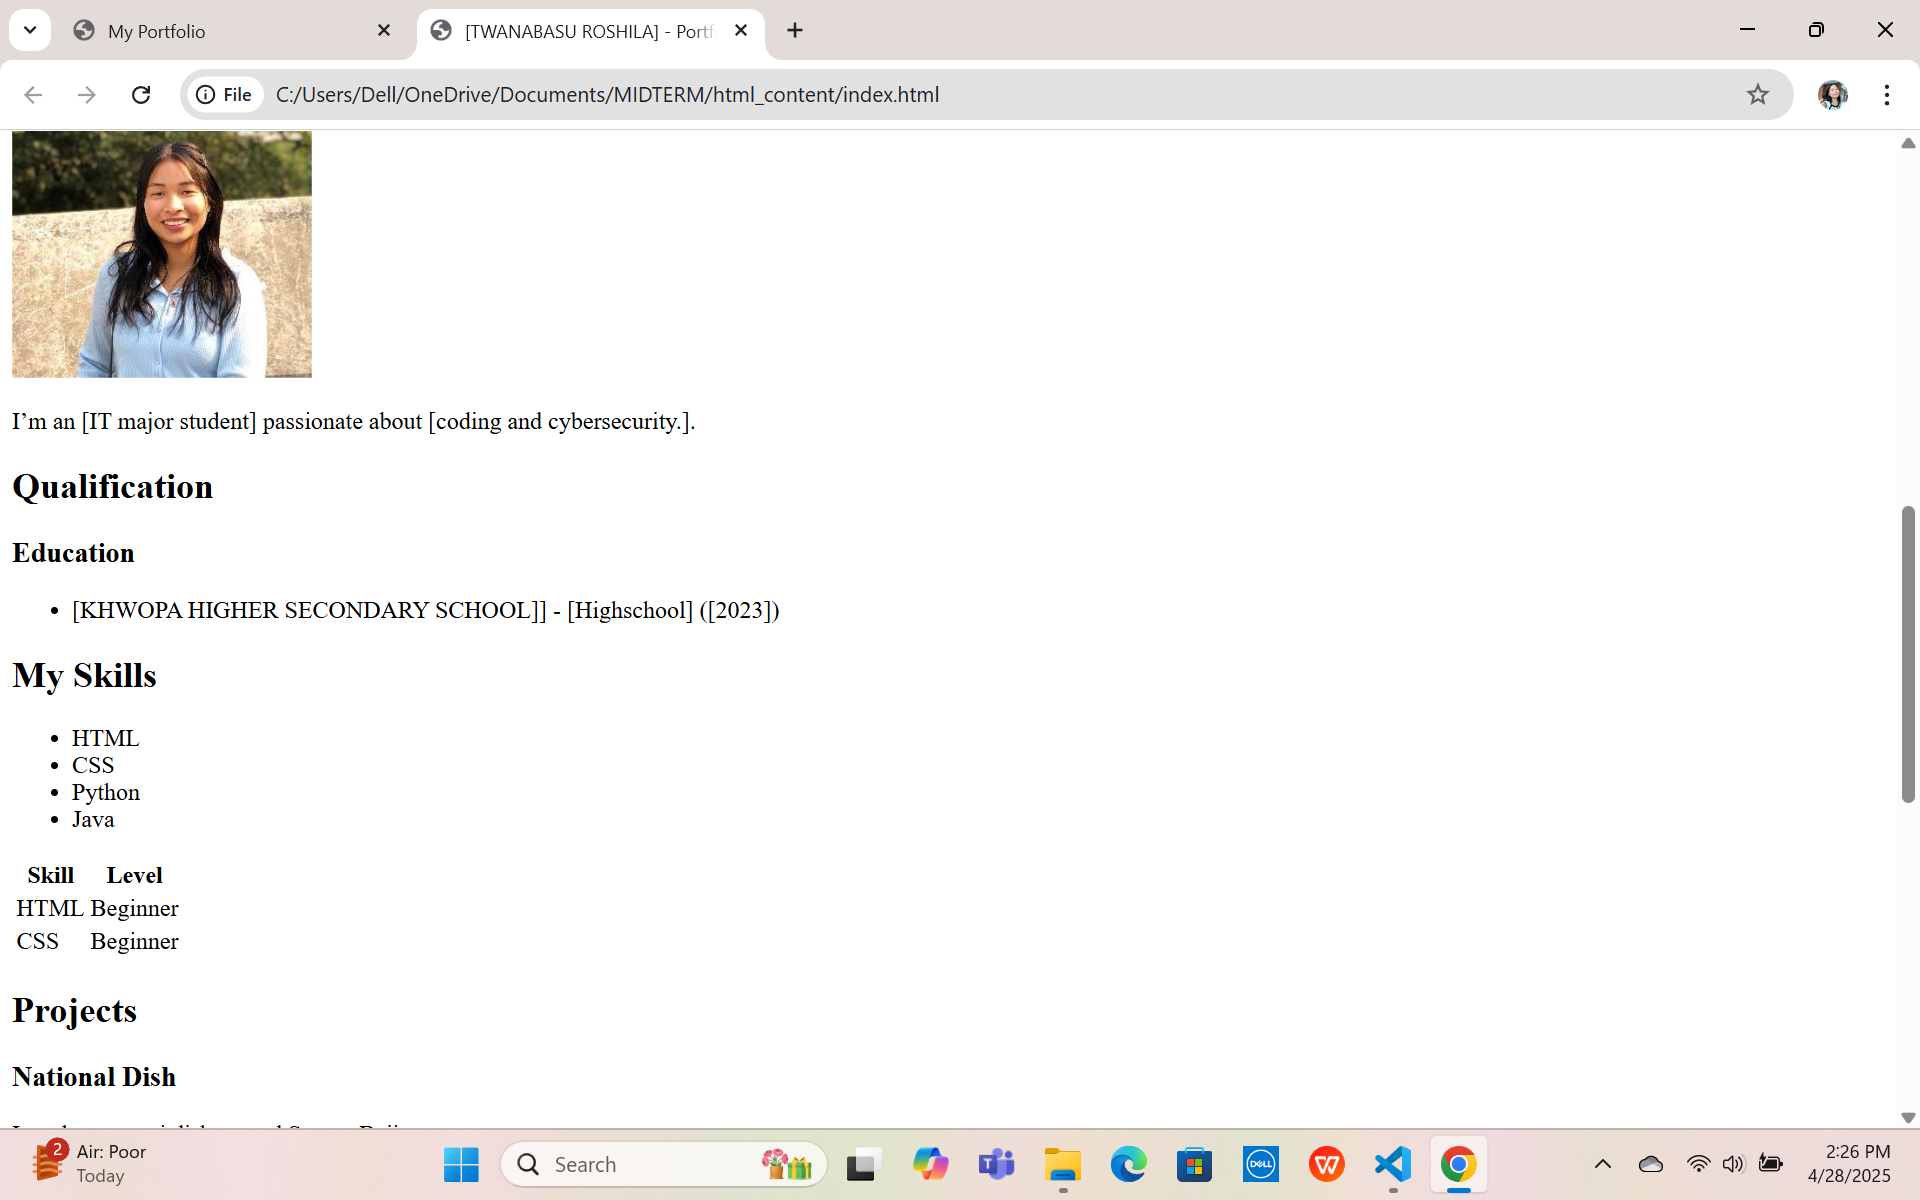 My Portfolio
[TWANABASU ROSHILA] - Portf
File
C:/Users/Dell/OneDrive/Documents/MIDTERM/html_content/index.html
I’m an [IT major student] passionate about [coding and cybersecurity.].
Qualification
Education
• [KHWOPA HIGHER SECONDARY SCHOOL]] - [Highschool] ([2023])
My Skills
• HTML
• CSS
• Python
• Java
Skill Level
HTML Beginner
CSS Beginner
Projects
National Dish
2
Air: Poor
Today
Search
DELL
2:26 PM
4/28/2025